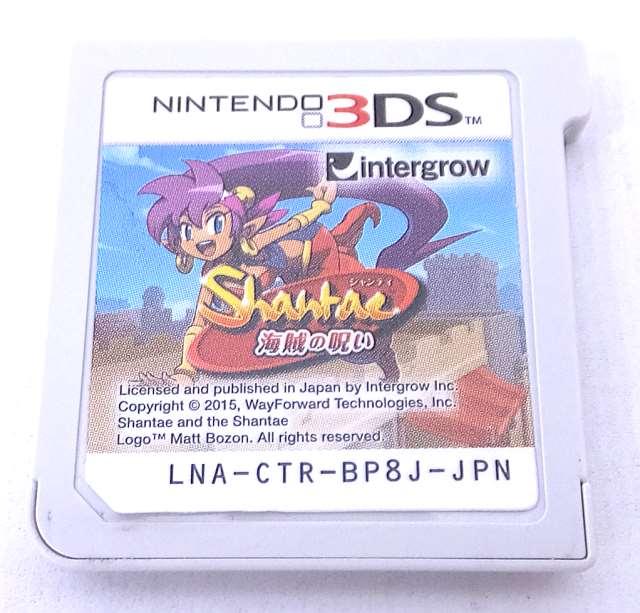 NINTENDO 3DS™
intergrow
シャンティ
Shantae
海賊の呪い
Licensed and published in Japan by Intergrow Inc.
Copyright © 2015, WayForward Technologies, Inc.
Shantae and the Shantae
Logo™ Matt Bozon. All rights reserved.
LNA-CTR-BP8J-JPN